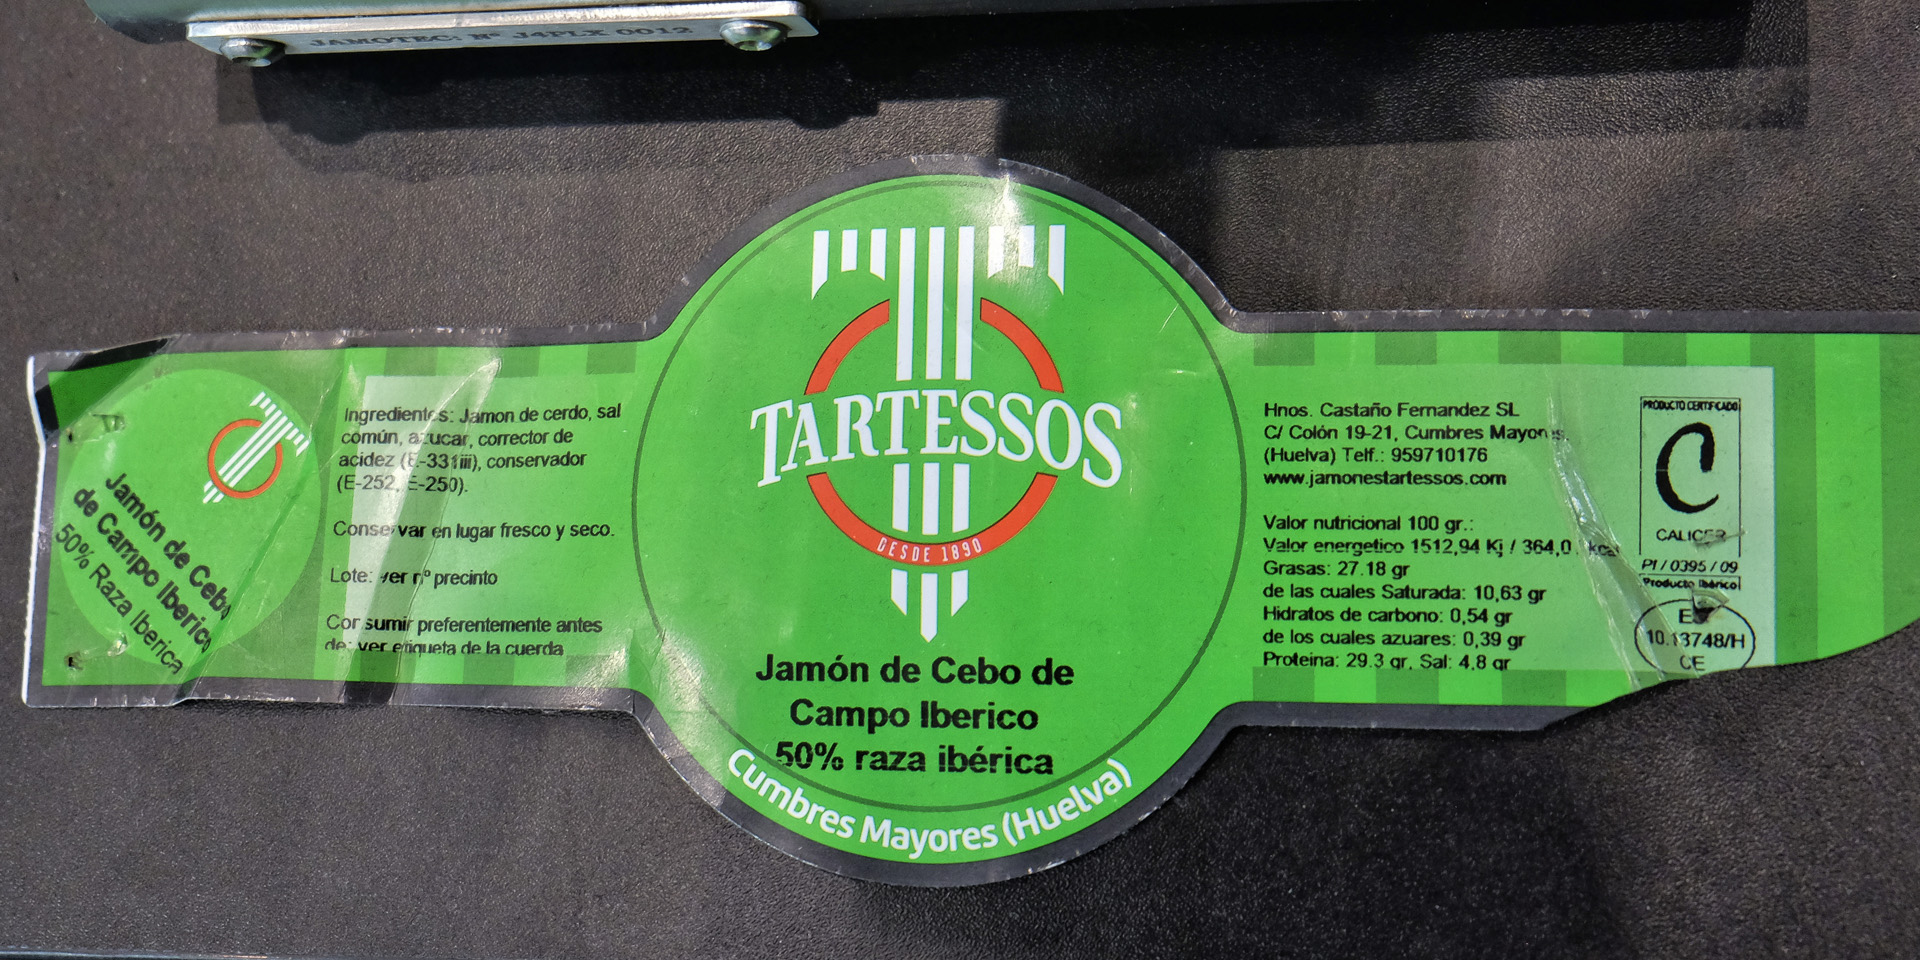 JAMOTEC: Nº J4PLX 0012
Jamón de Cebo
de Campo Iberico
50% Raza Iberica
Ingredientes: Jamon de cerdo, sal
común, azucar, corrector de
acidez (E-331iii), conservador
(E-252, E-250).
Conservar en lugar fresco y seco.
Lote: ver nº precinto
Consumir preferentemente antes
de: ver etiqueta de la cuerda
TARTESSOS
DESDE 1890
Jamón de Cebo de
Campo Iberico
50% raza ibérica
Cumbres Mayores (Huelva)
Hnos. Castaño Fernandez SL
C/ Colón 19-21, Cumbres Mayores
(Huelva) Telf.: 959710176
www.jamonestartessos.com
Valor nutricional 100 gr.:
Valor energetico 1512,94 Kj / 364,0 kcal
Grasas: 27.18 gr
de las cuales Saturada: 10,63 gr
Hidratos de carbono: 0,54 gr
de los cuales azuares: 0,39 gr
Proteina: 29.3 gr, Sal: 4,8 gr
PRODUCTO CERTIFICADO
C
CALICER
PI / 0395 / 09
Producto Ibérico
ES
10.13748/H
CE